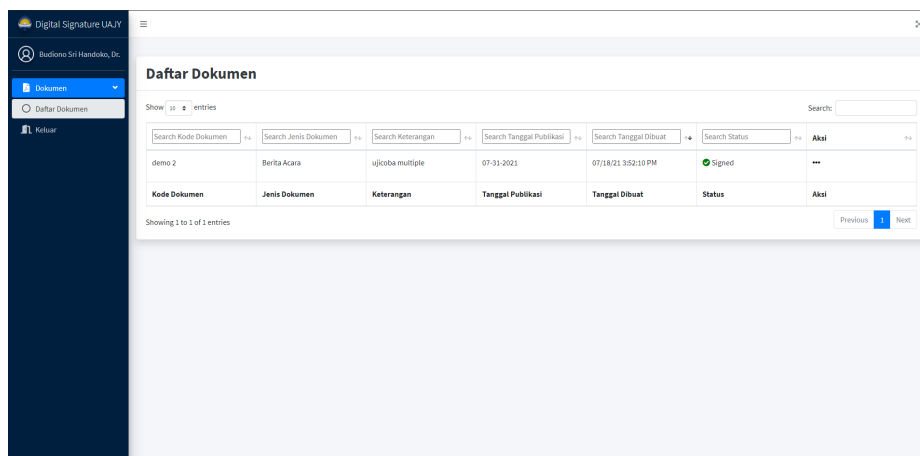 Digital Signature UAJY
Budiono Sri Handoko, Dr.
Dokumen
Daftar Dokumen
Keluar
Daftar Dokumen
Show 10 entries
Search:
Search Kode Dokumen Search Jenis Dokumen Search Keterangan Search Tanggal Publikasi Search Tanggal Dibuat Search Status Aksi
demo 2 Berita Acara ujicoba multiple 07-31-2021 07/18/21 3:52:10 PM Signed •••
Kode Dokumen Jenis Dokumen Keterangan Tanggal Publikasi Tanggal Dibuat Status Aksi
Showing 1 to 1 of 1 entries
Previous 1 Next